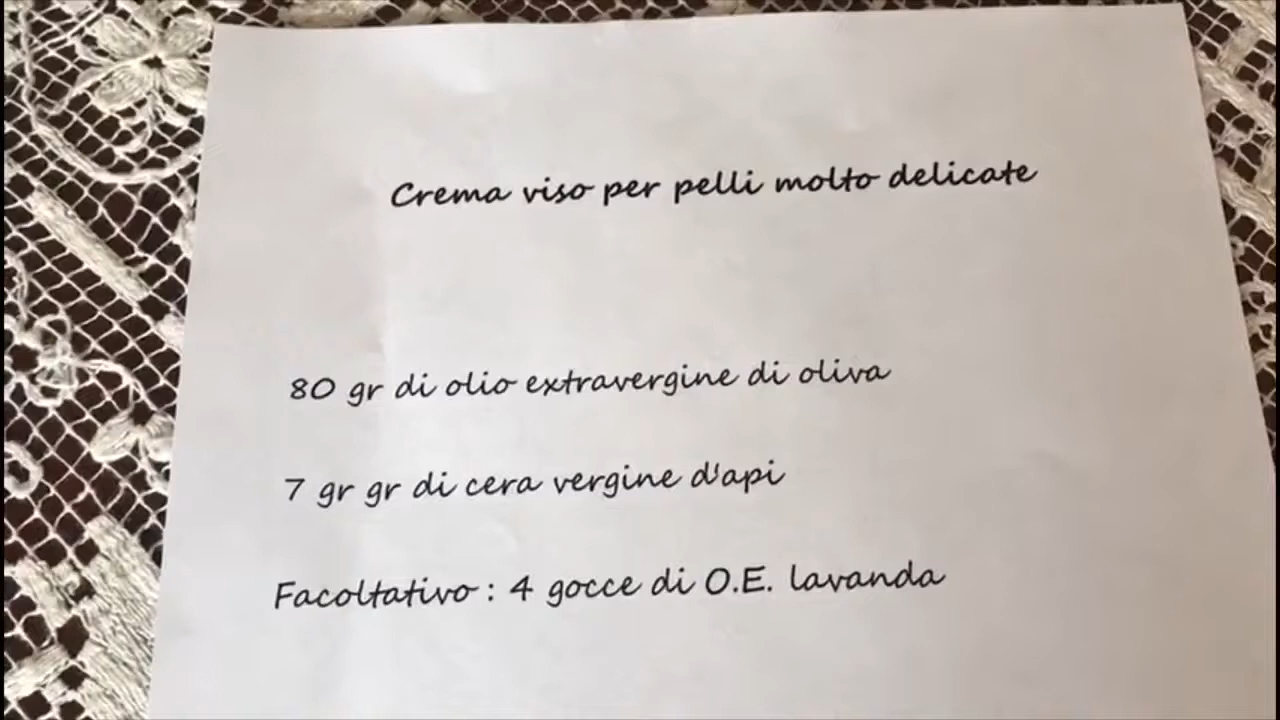 Crema viso per pelli molto delicate
80 gr di olio extravergine di oliva
7 gr gr di cera vergine d'api
Facoltativo : 4 gocce di O.E. lavanda